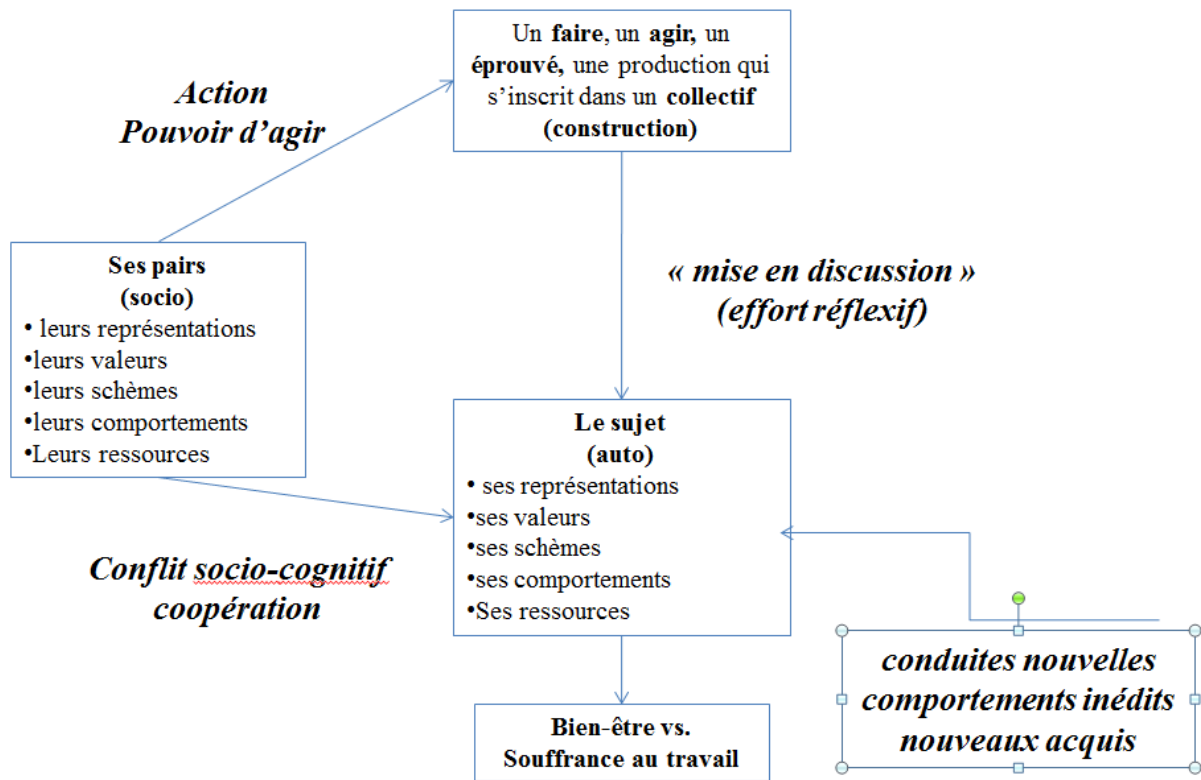 Un faire, un agir, un
éprouvé, une production qui
s’inscrit dans un collectif
(construction)
Action
Pouvoir d’agir
Ses pairs
(socio)
• leurs représentations
•leurs valeurs
•leurs schèmes
•leurs comportements
•Leurs ressources
« mise en discussion »
(effort réflexif)
Le sujet
(auto)
• ses représentations
•ses valeurs
•ses schèmes
•ses comportements
•Ses ressources
Conflit socio-cognitif
coopération
conduites nouvelles
comportements inédits
nouveaux acquis
Bien-être vs.
Souffrance au travail